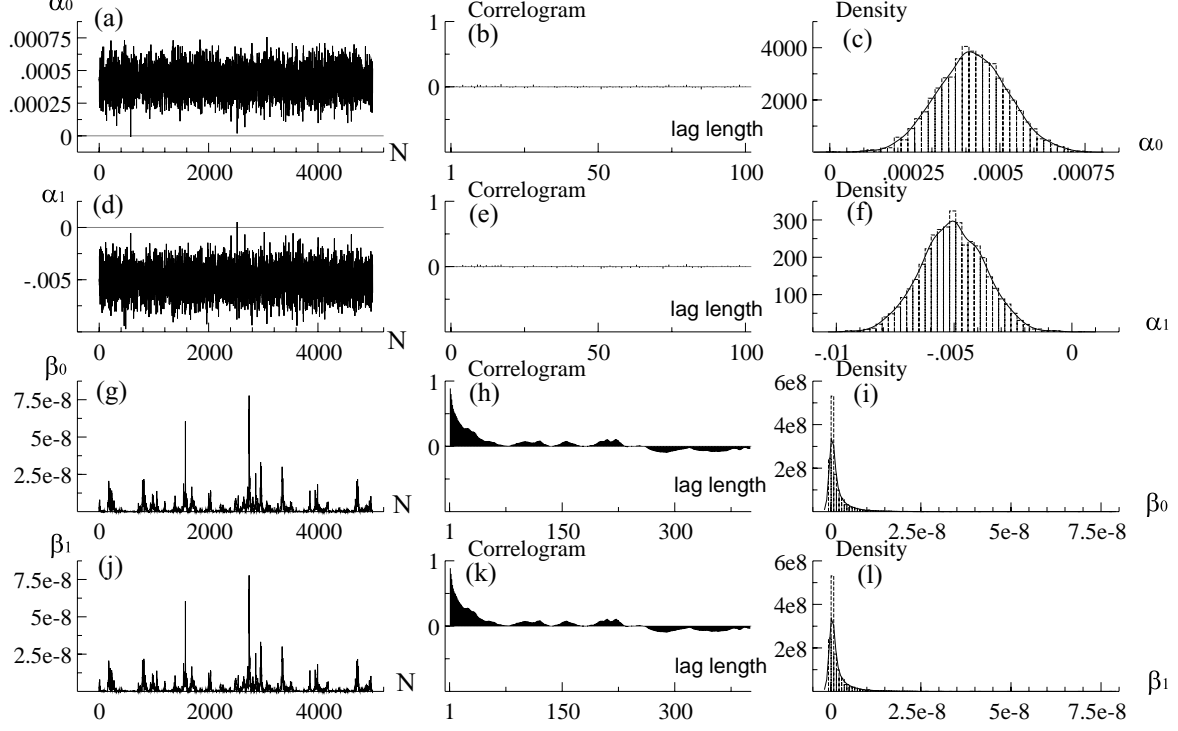 α0 (a)
.00075
.0005
.00025
0
0 2000 4000 N
Correlogram
1 (b)
0
lag length
1 50 100
Density
(c)
4000
2000
0 .00025 .0005 .00075 α0
α1 (d)
0
-.005
0 2000 4000 N
Correlogram
1 (e)
0
lag length
0 50 100
Density
(f)
300
200
100
-.01 -.005 0 α1
β0 (g)
7.5e-8
5e-8
2.5e-8
0 2000 4000 N
Correlogram
1 (h)
0
lag length
1 150 300
Density
6e8 (i)
4e8
2e8
0 2.5e-8 5e-8 7.5e-8 β0
β1 (j)
7.5e-8
5e-8
2.5e-8
0 2000 4000 N
Correlogram
1 (k)
0
lag length
1 150 300
Density
6e8 (l)
4e8
2e8
0 2.5e-8 5e-8 7.5e-8 β1